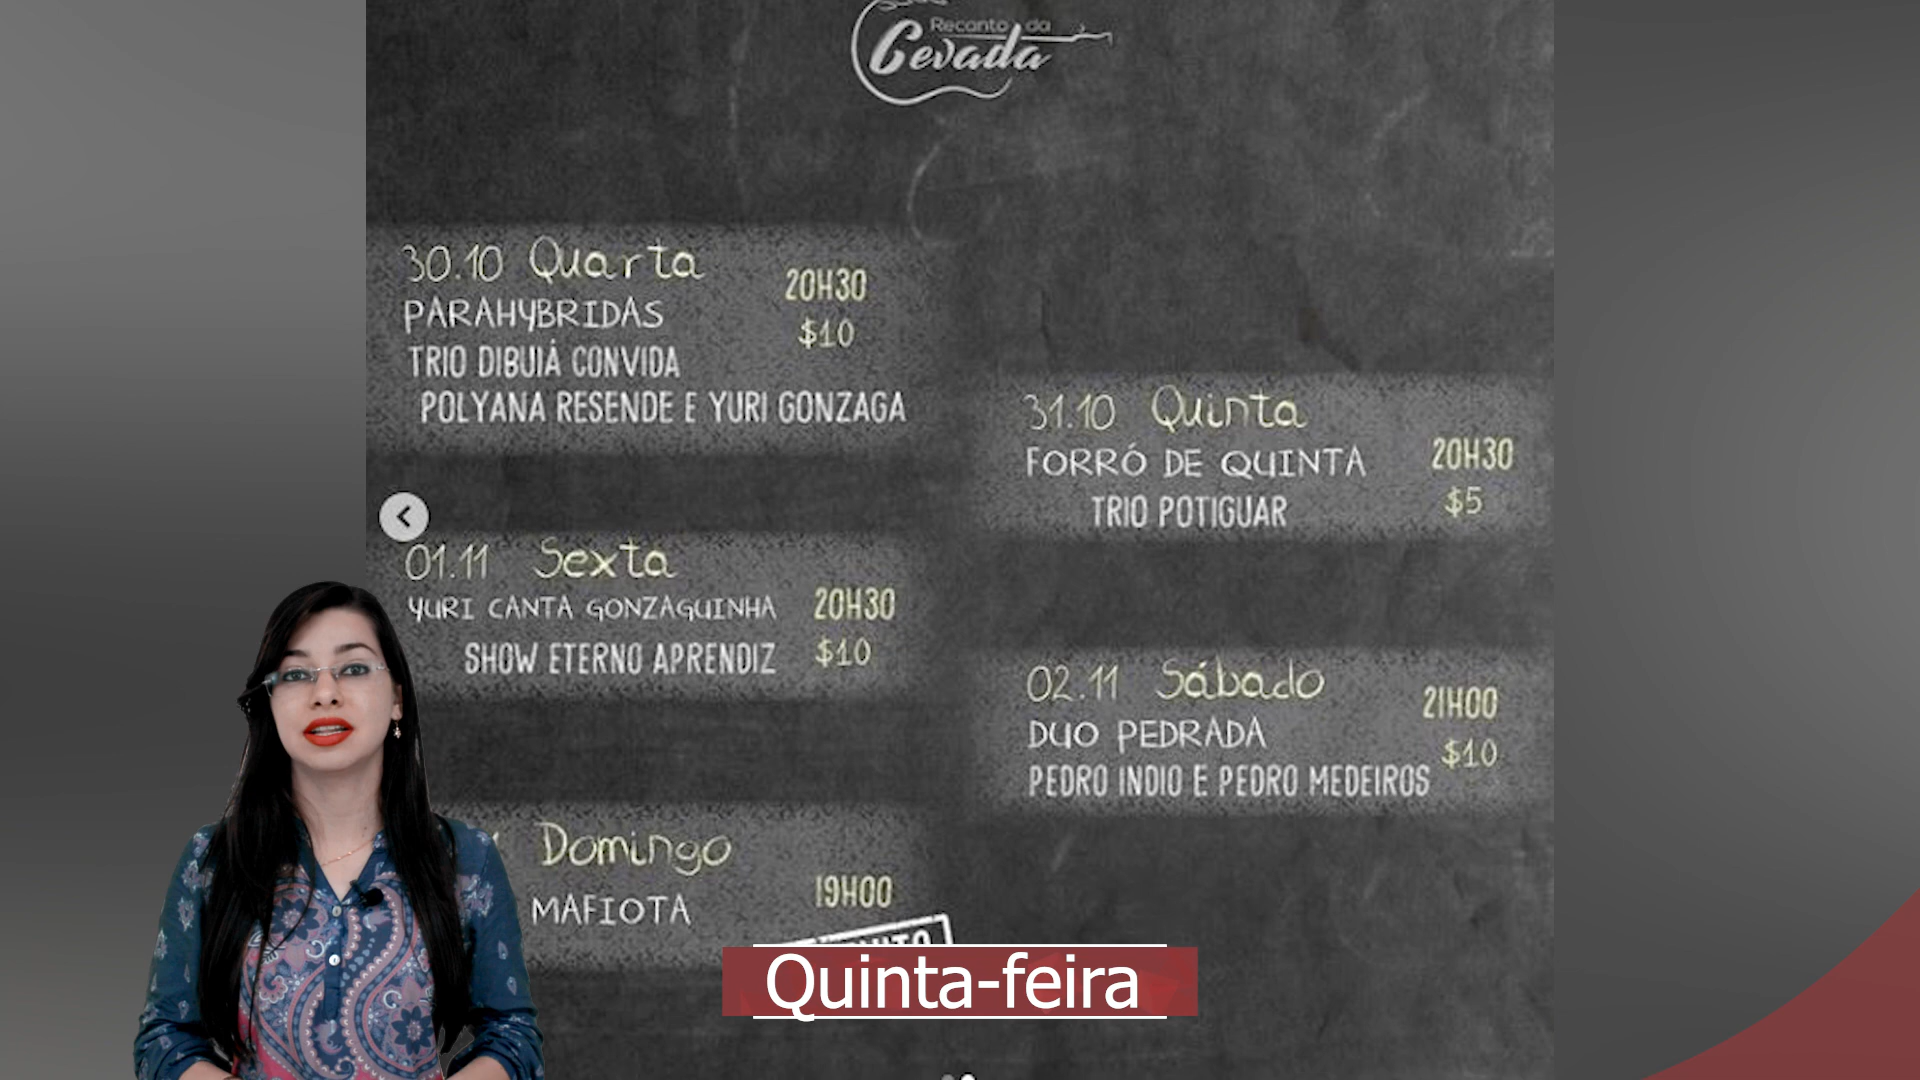 Recanto da
Cevada
30.10 Quarta
20H30
PARAHYBRIDAS
$10
TRIO DIBUIÁ CONVIDA
POLYANA RESENDE E YURI GONZAGA
31.10 Quinta
20H30
FORRÓ DE QUINTA
$5
TRIO POTIGUAR
01.11 Sexta
20H30
YURI CANTA GONZAGUINHA
$10
SHOW ETERNO APRENDIZ
02.11 Sábado
21H00
DUO PEDRADA
$10
PEDRO INDIO E PEDRO MEDEIROS
Domingo
19H00
MAFIOTA
Quinta-feira